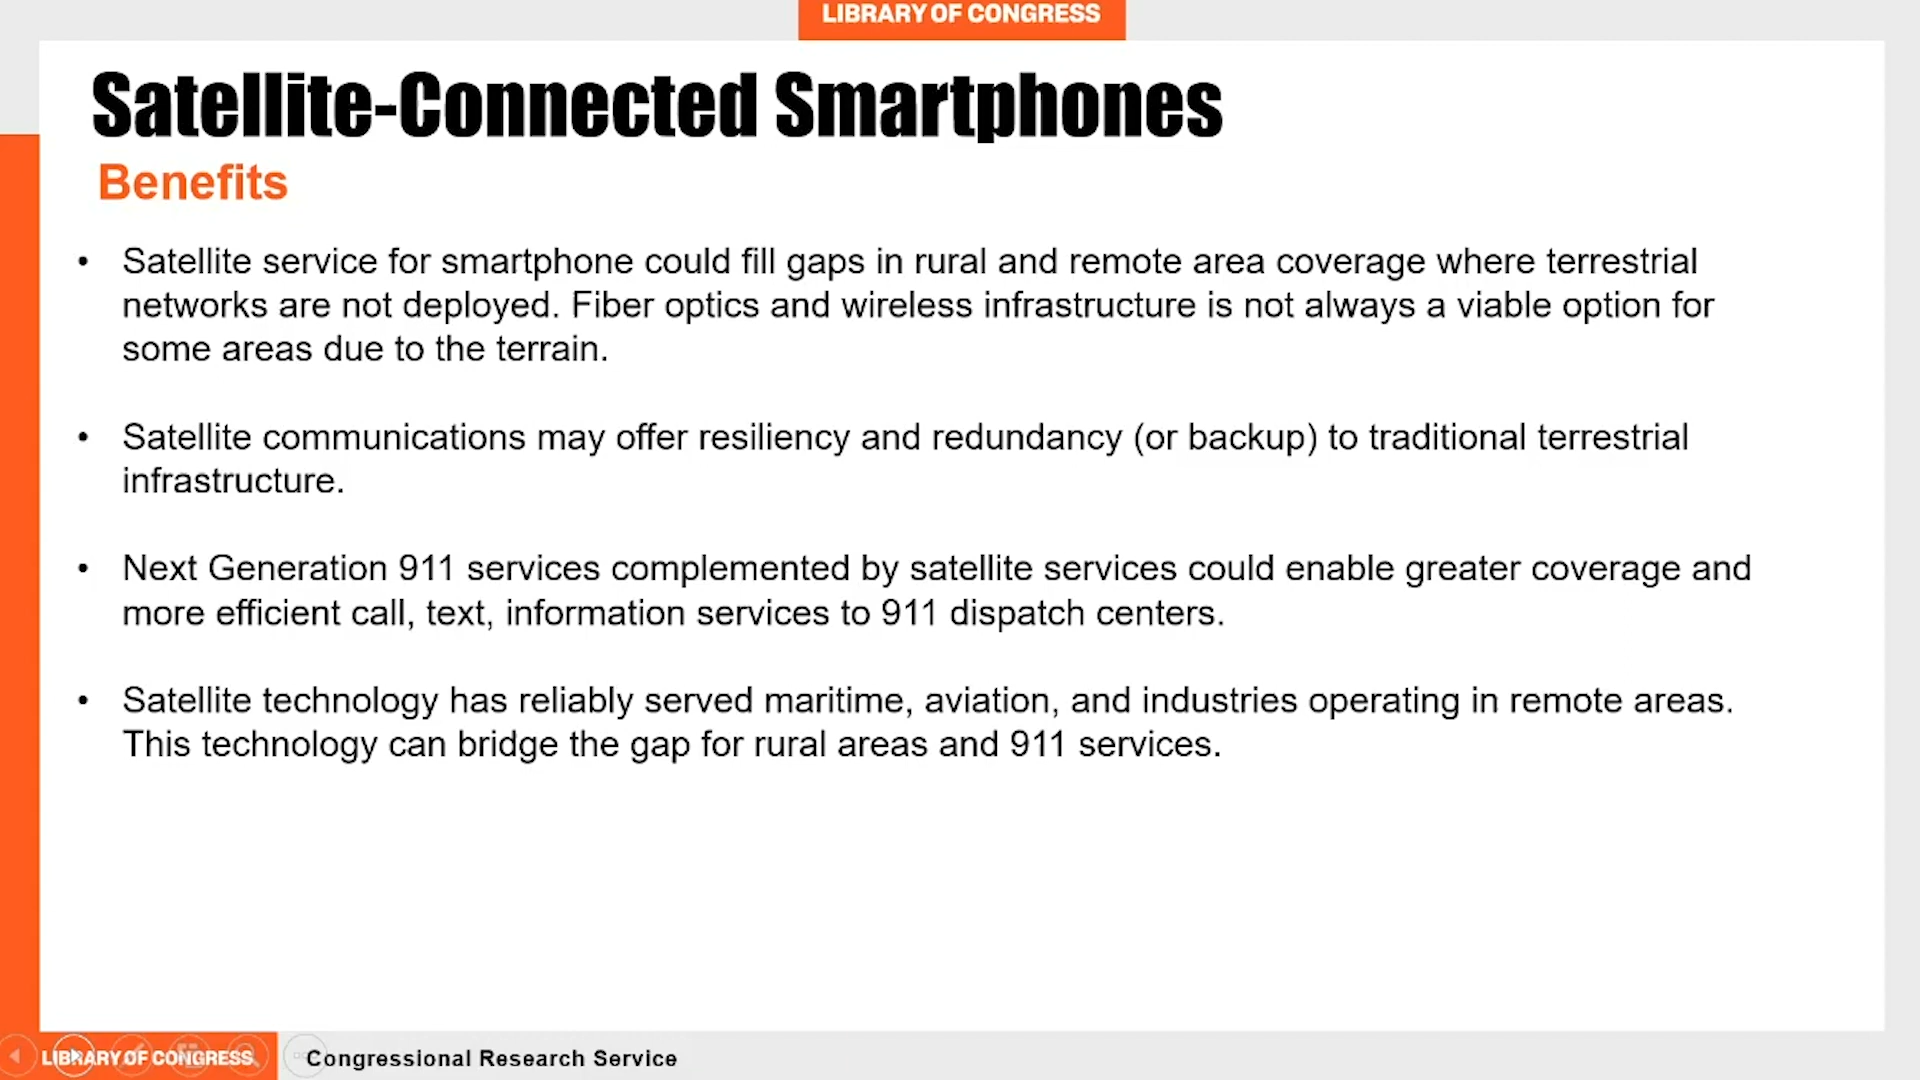 LIBRARY OF CONGRESS
Satellite-Connected Smartphones
Benefits
• Satellite service for smartphone could fill gaps in rural and remote area coverage where terrestrial
networks are not deployed. Fiber optics and wireless infrastructure is not always a viable option for
some areas due to the terrain.
• Satellite communications may offer resiliency and redundancy (or backup) to traditional terrestrial
infrastructure.
• Next Generation 911 services complemented by satellite services could enable greater coverage and
more efficient call, text, information services to 911 dispatch centers.
• Satellite technology has reliably served maritime, aviation, and industries operating in remote areas.
This technology can bridge the gap for rural areas and 911 services.
LIBRARY OF CONGRESS
Congressional Research Service